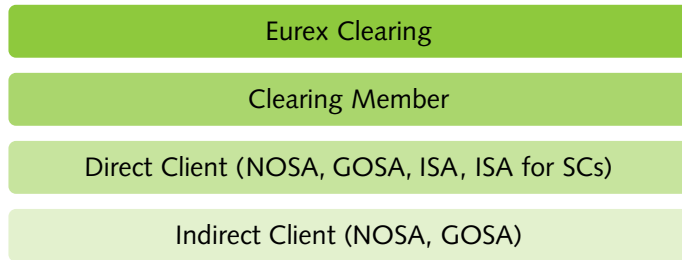 Eurex Clearing
Clearing Member
Direct Client (NOSA, GOSA, ISA, ISA for SCs)
Indirect Client (NOSA, GOSA)